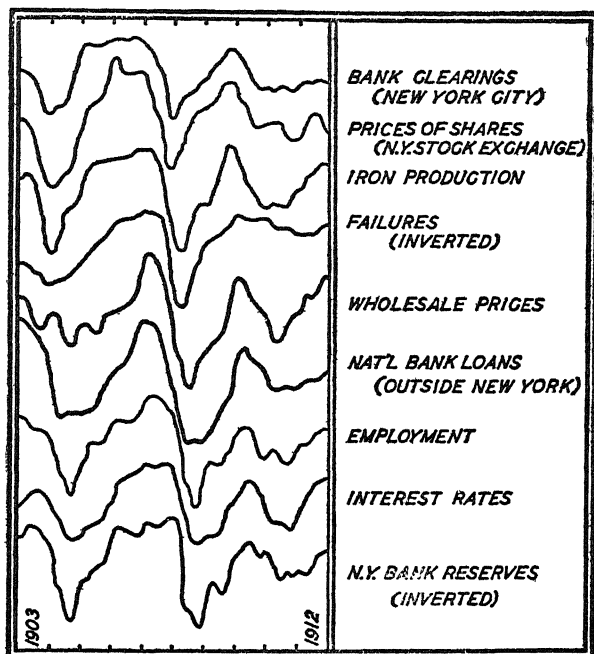 BANK CLEARINGS
(NEW YORK CITY)
PRICES OF SHARES
(N.Y. STOCK EXCHANGE)
IRON PRODUCTION
FAILURES
(INVERTED)
WHOLESALE PRICES
NAT'L BANK LOANS
(OUTSIDE NEW YORK)
EMPLOYMENT
INTEREST RATES
N.Y. BANK RESERVES
(INVERTED)
1903
1912